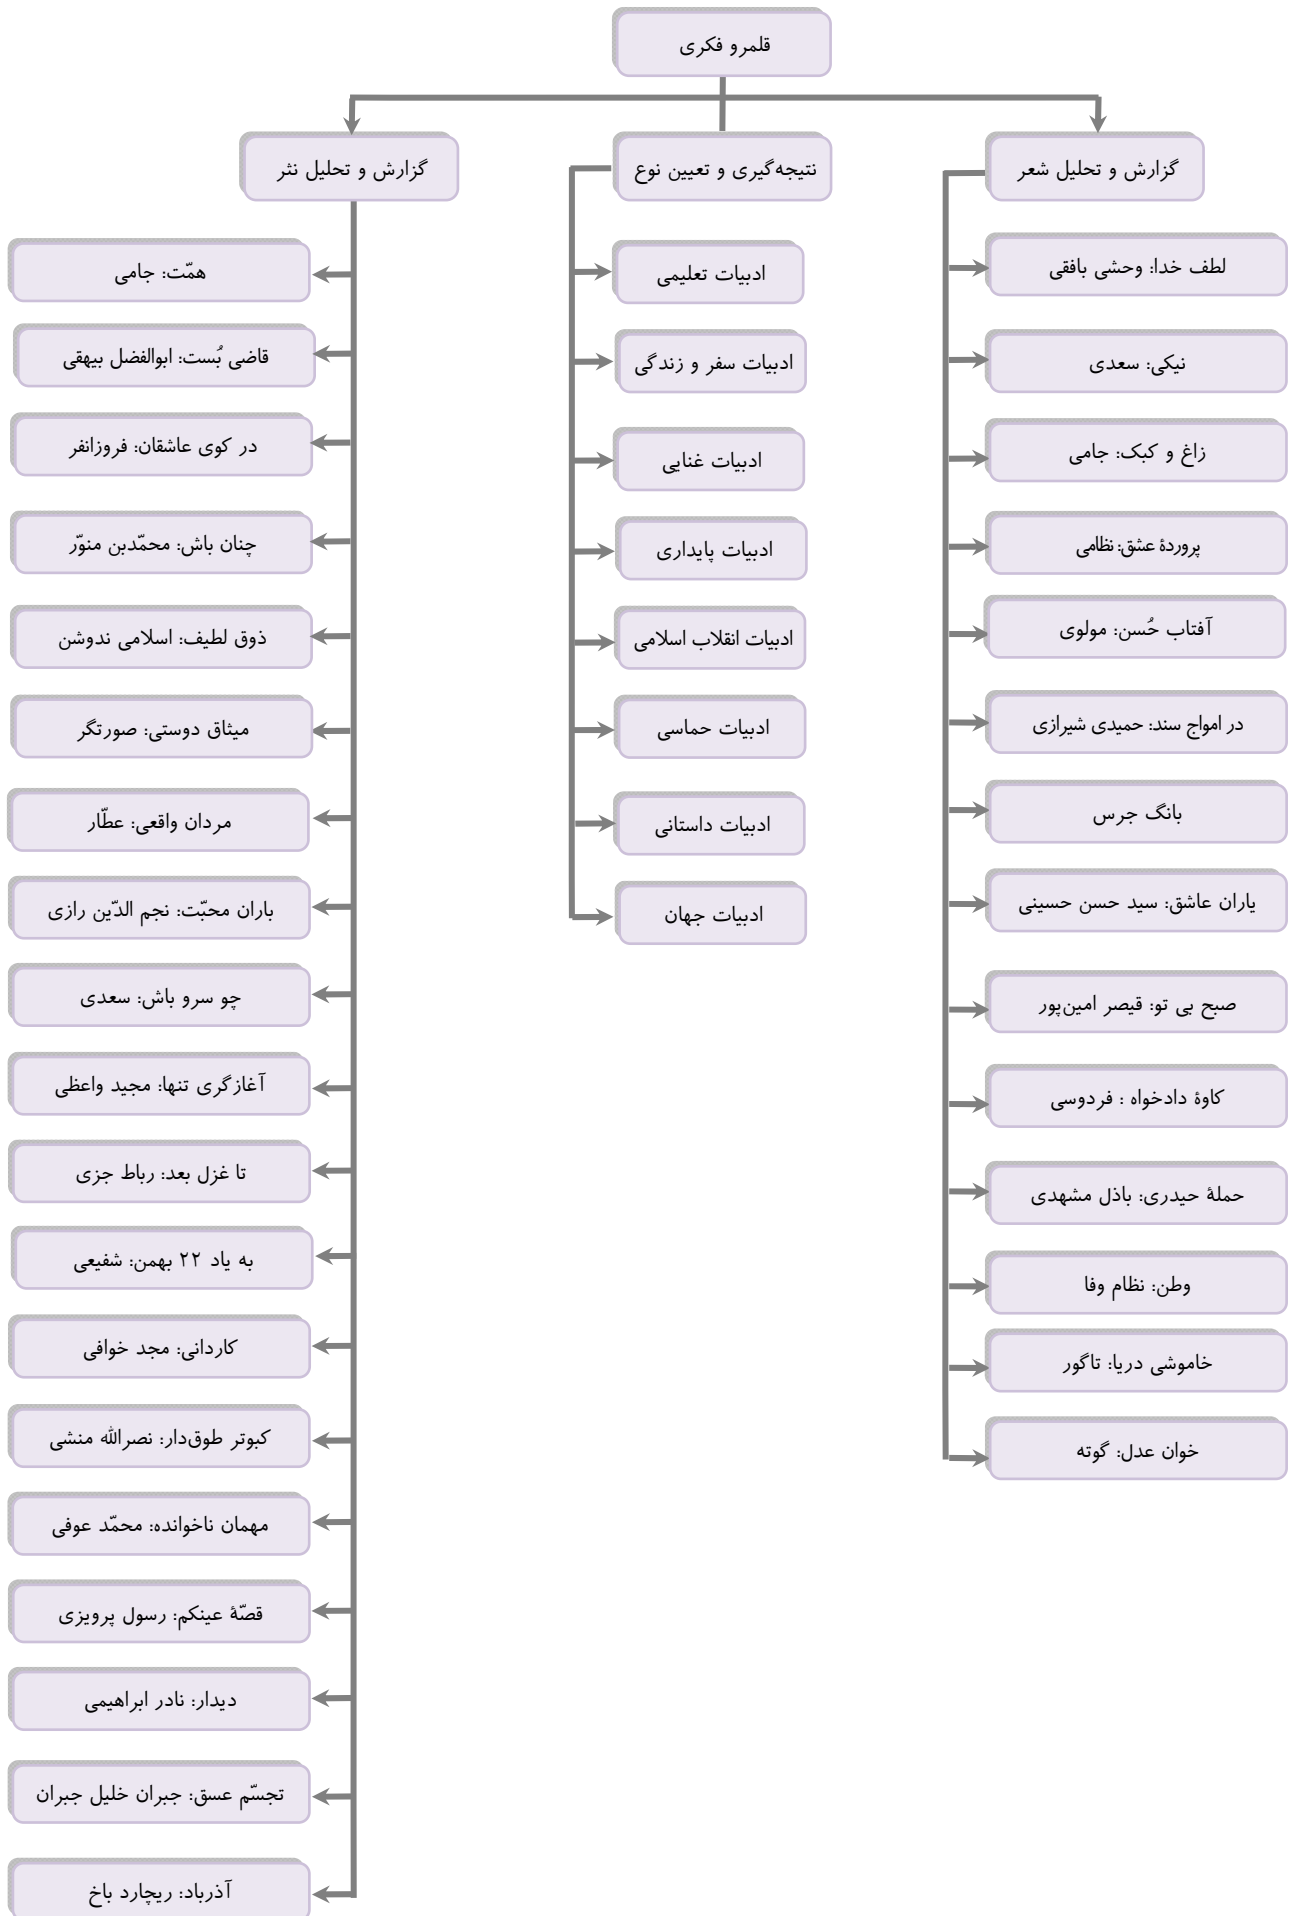 قلمرو فکری
گزارش و تحلیل شعر
لطف خدا: وحشی بافقی
نیکی: سعدی
زاغ و کبک: جامی
پروردهٔ عشق: نظامی
آفتاب حُسن: مولوی
در امواج سند: حمیدی شیرازی
بانگ جرس
یاران عاشق: سید حسن حسینی
صبح بی تو: قیصر امین‌پور
کاوهٔ دادخواه : فردوسی
حملهٔ حیدری: باذل مشهدی
وطن: نظام وفا
خاموشی دریا: تاگور
خوان عدل: گوته
نتیجه‌گیری و تعیین نوع
ادبیات تعلیمی
ادبیات سفر و زندگی
ادبیات غنایی
ادبیات پایداری
ادبیات انقلاب اسلامی
ادبیات حماسی
ادبیات داستانی
ادبیات جهان
گزارش و تحلیل نثر
همّت: جامی
قاضی بُست: ابوالفضل بیهقی
در کوی عاشقان: فروزانفر
چنان باش: محمّدبن منوّر
ذوق لطیف: اسلامی ندوشن
میثاق دوستی: صورتگر
مردان واقعی: عطّار
باران محبّت: نجم الدّین رازی
چو سرو باش: سعدی
آغازگری تنها: مجید واعظی
تا غزل بعد: رباط جزی
به یاد ۲۲ بهمن: شفیعی
کاردانی: مجد خوافی
کبوتر طوق‌دار: نصرالله منشی
مهمان ناخوانده: محمّد عوفی
قصّهٔ عینکم: رسول پرویزی
دیدار: نادر ابراهیمی
تجسّم عسق: جبران خلیل جبران
آذرباد: ریچارد باخ